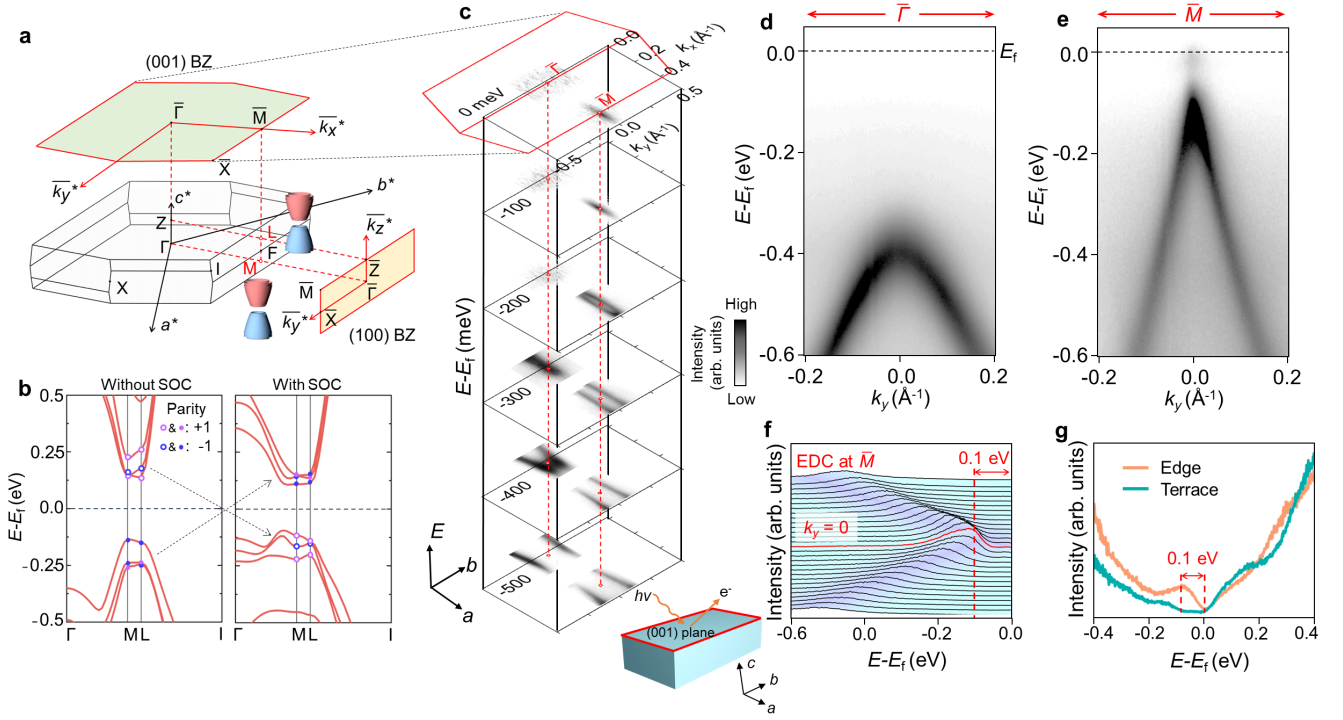 a
(001) BZ
Γ̅
M̅
k̅x*
X̅
k̅y*
c*
b*
Z
L
k̅z*
Γ
F
M
I
Z̅
X
M̅
Γ̅
k̅y*
X̅
a*
(100) BZ
b
Without SOC
With SOC
Parity
○&●: +1
○&●: -1
E-Ef (eV)
0.5
0.25
0.0
-0.25
-0.5
Γ
M
L
I
Γ
M
L
I
c
0.0
kx (Å-1)
0.2
0.4
Γ̅
M̅
0 meV
0.5
0.0
ky (Å-1)
-0.5
-100
-200
-300
-400
-500
E-Ef (meV)
E
b
a
High
Intensity
(arb. units)
Low
hν
e-
(001) plane
c
b
a
d
Γ̅
Ef
0.0
-0.2
-0.4
-0.6
E-Ef (eV)
-0.2
0.0
0.2
ky (Å-1)
e
M̅
0.0
-0.2
-0.4
-0.6
E-Ef (eV)
-0.2
0.0
0.2
ky (Å-1)
f
EDC at M̅
0.1 eV
ky = 0
Intensity (arb. units)
-0.6
-0.4
-0.2
0.0
E-Ef (eV)
g
Edge
Terrace
0.1 eV
Intensity (arb. units)
-0.4
-0.2
0.0
0.2
0.4
E-Ef (eV)